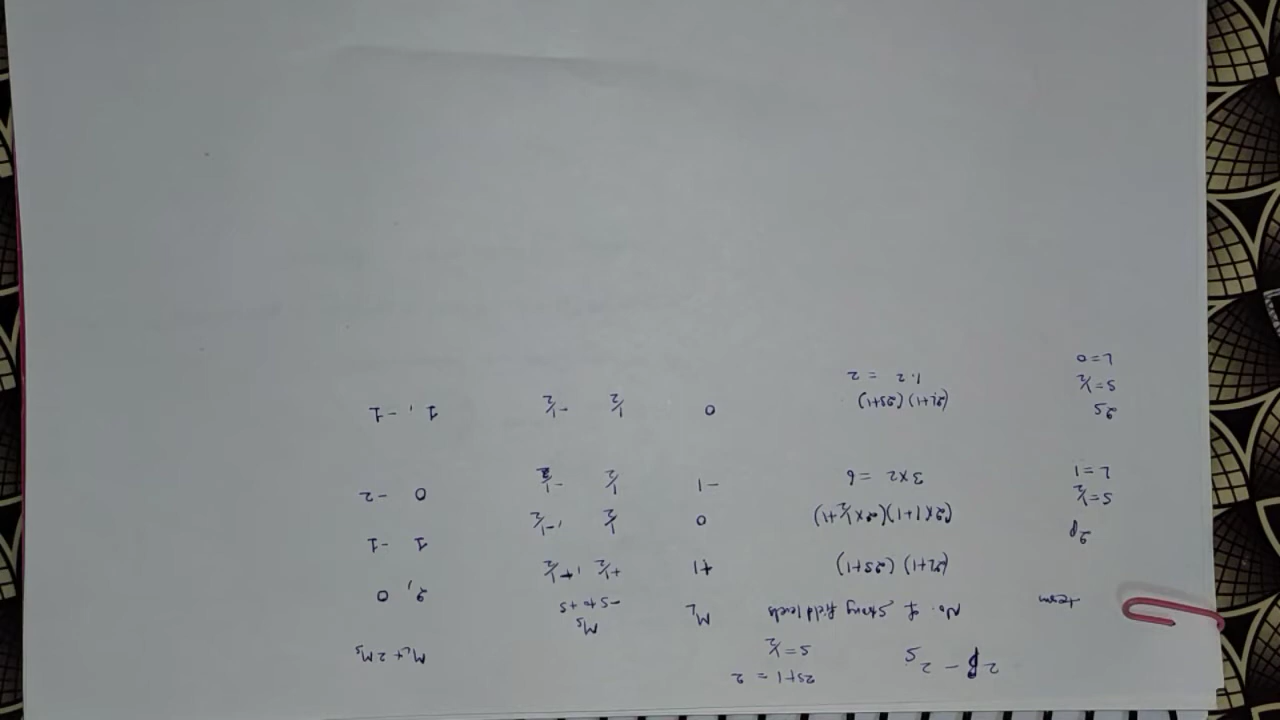 2S+1 = 2
²P – ²S   S=½   M_L + 2M_S
term   No. of strong field levels   M_L   M_S
-S to +S
(2L+1) (2S+1)   +1   +½ , -½   2, 0
²P   (2×1+1)(2×½+1)   0   ½ , -½   1 -1
S=½   3×2 = 6   -1   ½ -½   0 -2
L=1
²S   (2L+1) (2S+1)   0   ½ -½   1, -1
S=½   1.2 = 2
L=0